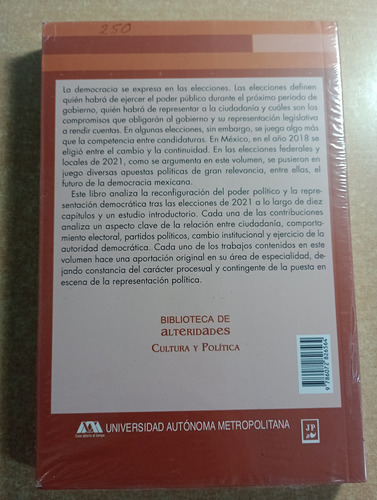 250
La democracia se expresa en las elecciones. Las elecciones definen
quién habrá de ejercer el poder público durante el próximo periodo de
gobierno, quién habrá de representar a la ciudadanía y cuáles son los
compromisos que obligarán al gobierno y su representación legislativa
a rendir cuentas. En algunas elecciones, sin embargo, se juega algo más
que la competencia entre candidaturas. En México, en el año 2018 se
eligió entre el cambio y la continuidad. En las elecciones federales y
locales de 2021, como se argumenta en este volumen, se pusieron en
juego diversas apuestas políticas de gran relevancia, entre ellas, el
futuro de la democracia mexicana.
Este libro analiza la reconfiguración del poder político y la repre-
sentación democrática tras las elecciones de 2021 a lo largo de diez
capítulos y un estudio introductorio. Cada una de las contribuciones
analiza un aspecto clave de la relación entre ciudadanía, comporta-
miento electoral, partidos políticos, cambio institucional y ejercicio de la
autoridad democrática. Cada uno de los trabajos contenidos en este
volumen hace una aportación original en su área de especialidad, de-
jando constancia del carácter procesual y contingente de la puesta en
escena de la representación política.
BIBLIOTECA DE
alteridades
CULTURA Y POLÍTICA
9 786072 826564
Casa abierta al tiempo
UNIVERSIDAD AUTÓNOMA METROPOLITANA
JP